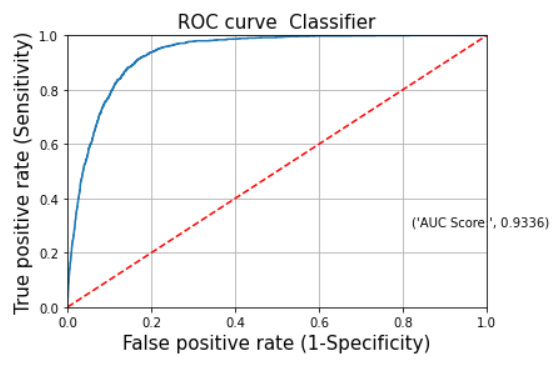 ROC curve  Classifier
True positive rate (Sensitivity)
1.0
0.8
0.6
0.4
0.2
0.0
('AUC Score:', 0.9336)
0.0 0.2 0.4 0.6 0.8 1.0
False positive rate (1-Specificity)